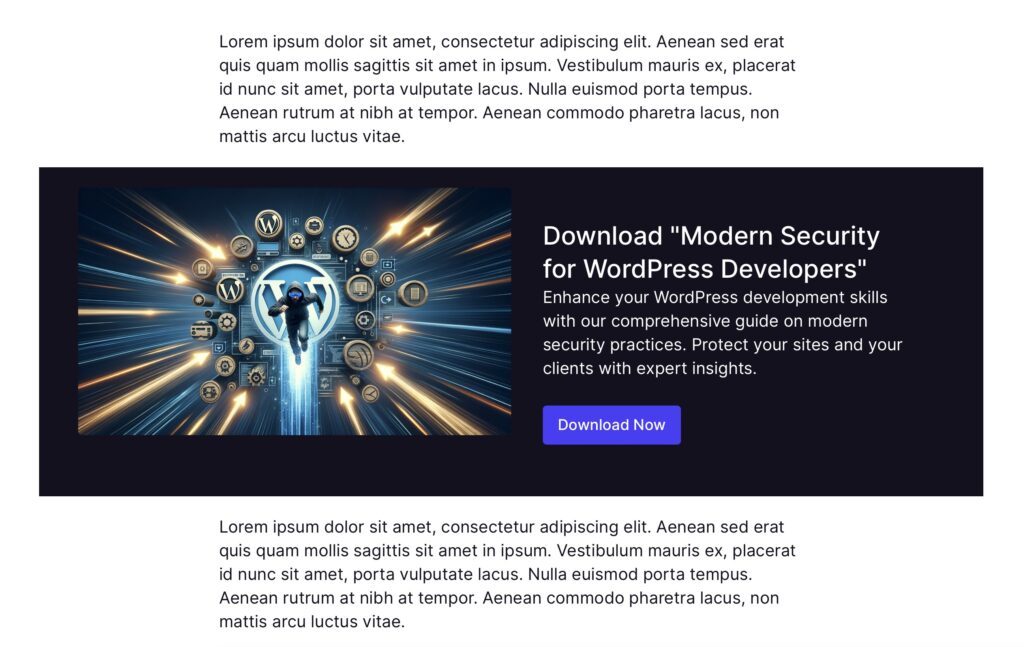 Lorem ipsum dolor sit amet, consectetur adipiscing elit. Aenean sed erat
quis quam mollis sagittis sit amet in ipsum. Vestibulum mauris ex, placerat
id nunc sit amet, porta vulputate lacus. Nulla euismod porta tempus.
Aenean rutrum at nibh at tempor. Aenean commodo pharetra lacus, non
mattis arcu luctus vitae.
Download "Modern Security
for WordPress Developers"
Enhance your WordPress development skills
with our comprehensive guide on modern
security practices. Protect your sites and your
clients with expert insights.
Download Now
Lorem ipsum dolor sit amet, consectetur adipiscing elit. Aenean sed erat
quis quam mollis sagittis sit amet in ipsum. Vestibulum mauris ex, placerat
id nunc sit amet, porta vulputate lacus. Nulla euismod porta tempus.
Aenean rutrum at nibh at tempor. Aenean commodo pharetra lacus, non
mattis arcu luctus vitae.